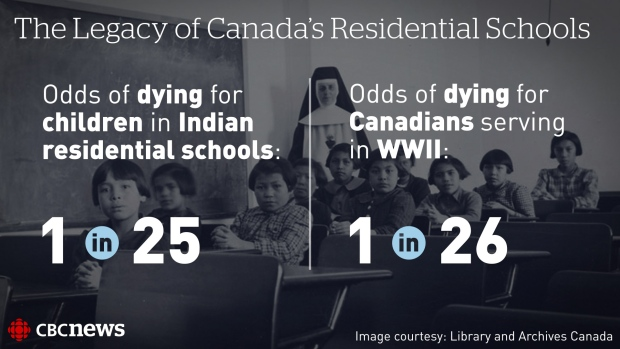 The Legacy of Canada's Residential Schools
Odds of dying for
children in Indian
residential schools:
1 in 25
Odds of dying for
Canadians serving
in WWII:
1 in 26
CBCnews
Image courtesy: Library and Archives Canada